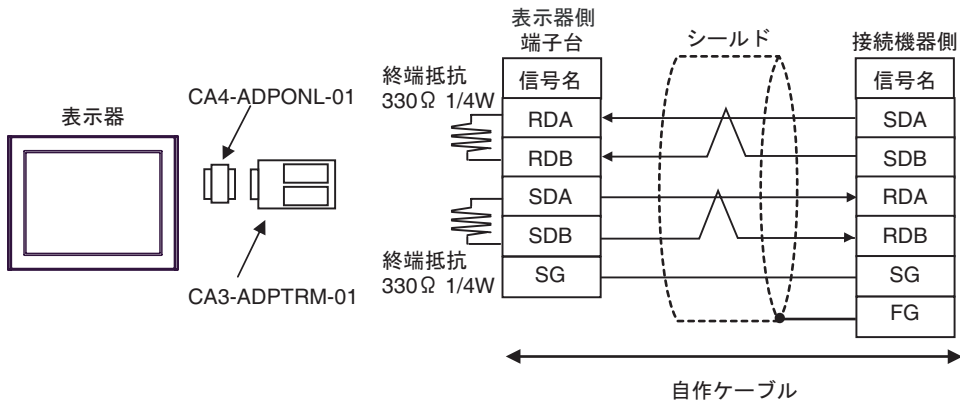 表示器
CA4-ADPONL-01
CA3-ADPTRM-01
終端抵抗
330Ω 1/4W
終端抵抗
330Ω 1/4W
表示器側
端子台
信号名
RDA
RDB
SDA
SDB
SG
シールド
接続機器側
信号名
SDA
SDB
RDA
RDB
SG
FG
自作ケーブル